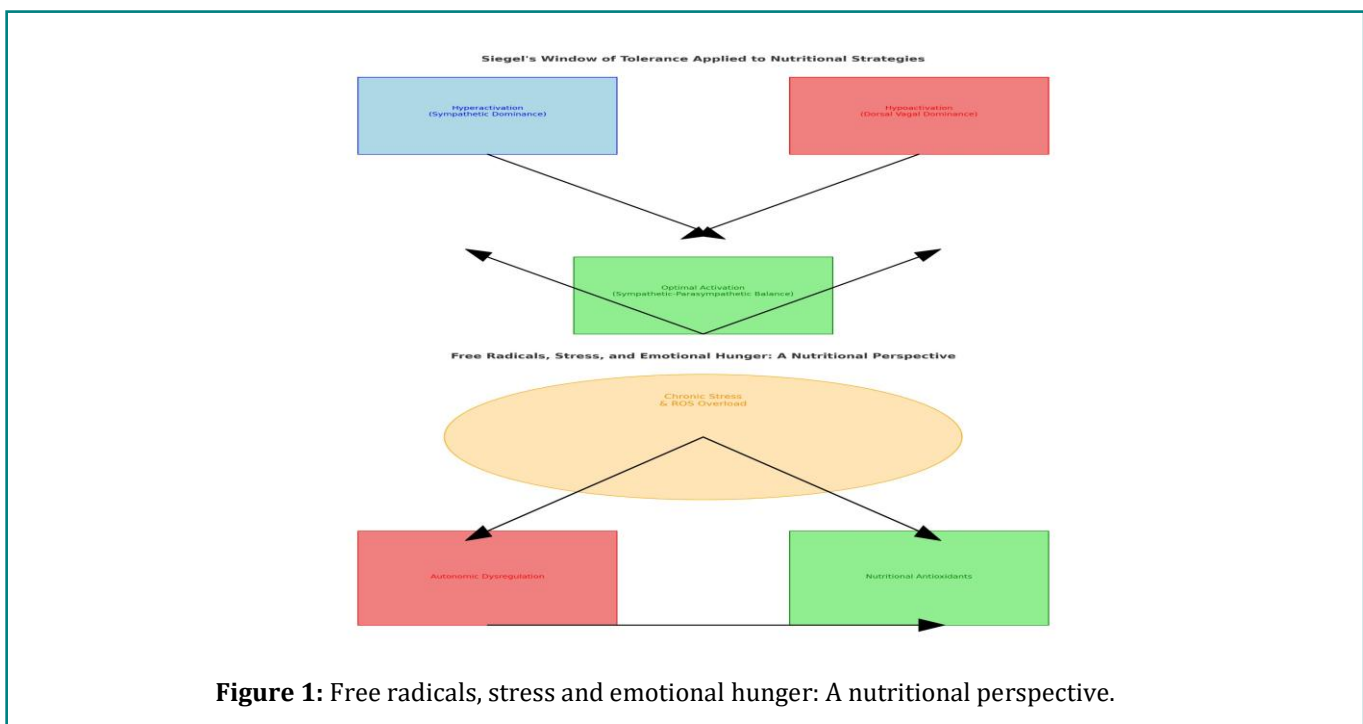 Siegel's Window of Tolerance Applied to Nutritional Strategies
Hyperactivation
(Sympathetic Dominance)
Hypoactivation
(Dorsal Vagal Dominance)
Optimal Activation
(Sympathetic-Parasympathetic Balance)
Free Radicals, Stress, and Emotional Hunger: A Nutritional Perspective
Chronic Stress
& ROS Overload
Autonomic Dysregulation
Nutritional Antioxidants
Figure 1: Free radicals, stress and emotional hunger: A nutritional perspective.